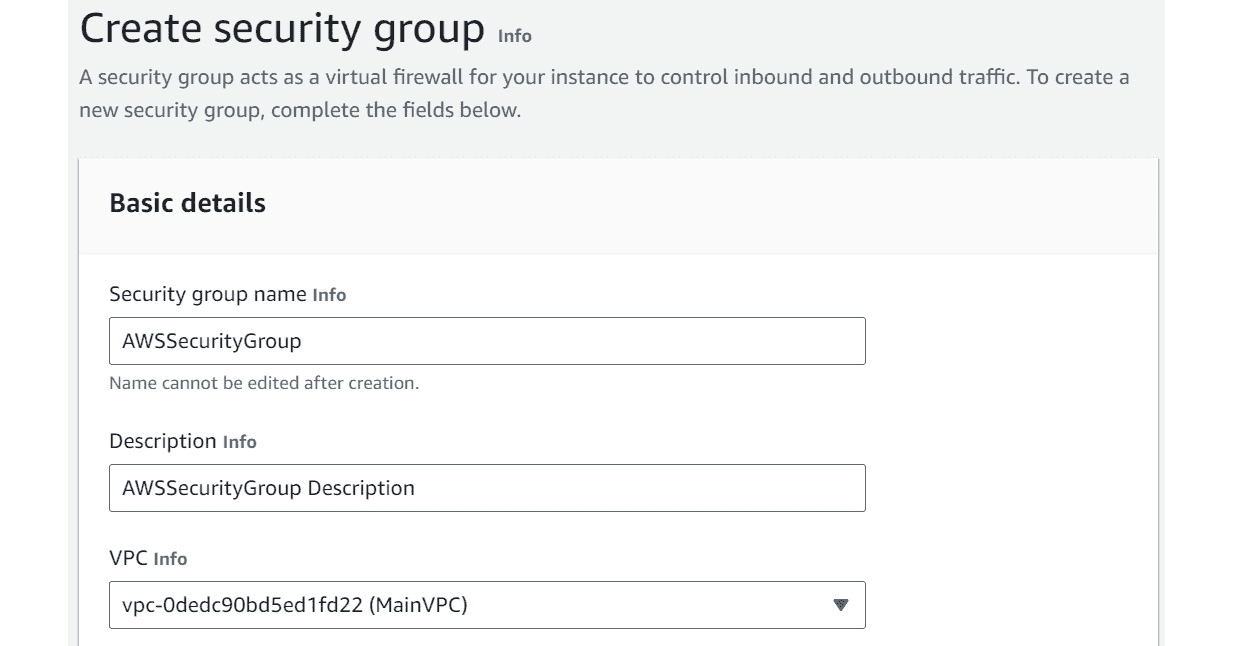 Create security group Info
A security group acts as a virtual firewall for your instance to control inbound and outbound traffic. To create a
new security group, complete the fields below.
Basic details
Security group name Info
AWSSecurityGroup
Name cannot be edited after creation.
Description Info
AWSSecurityGroup Description
VPC Info
vpc-0dedc90bd5ed1fd22 (MainVPC)